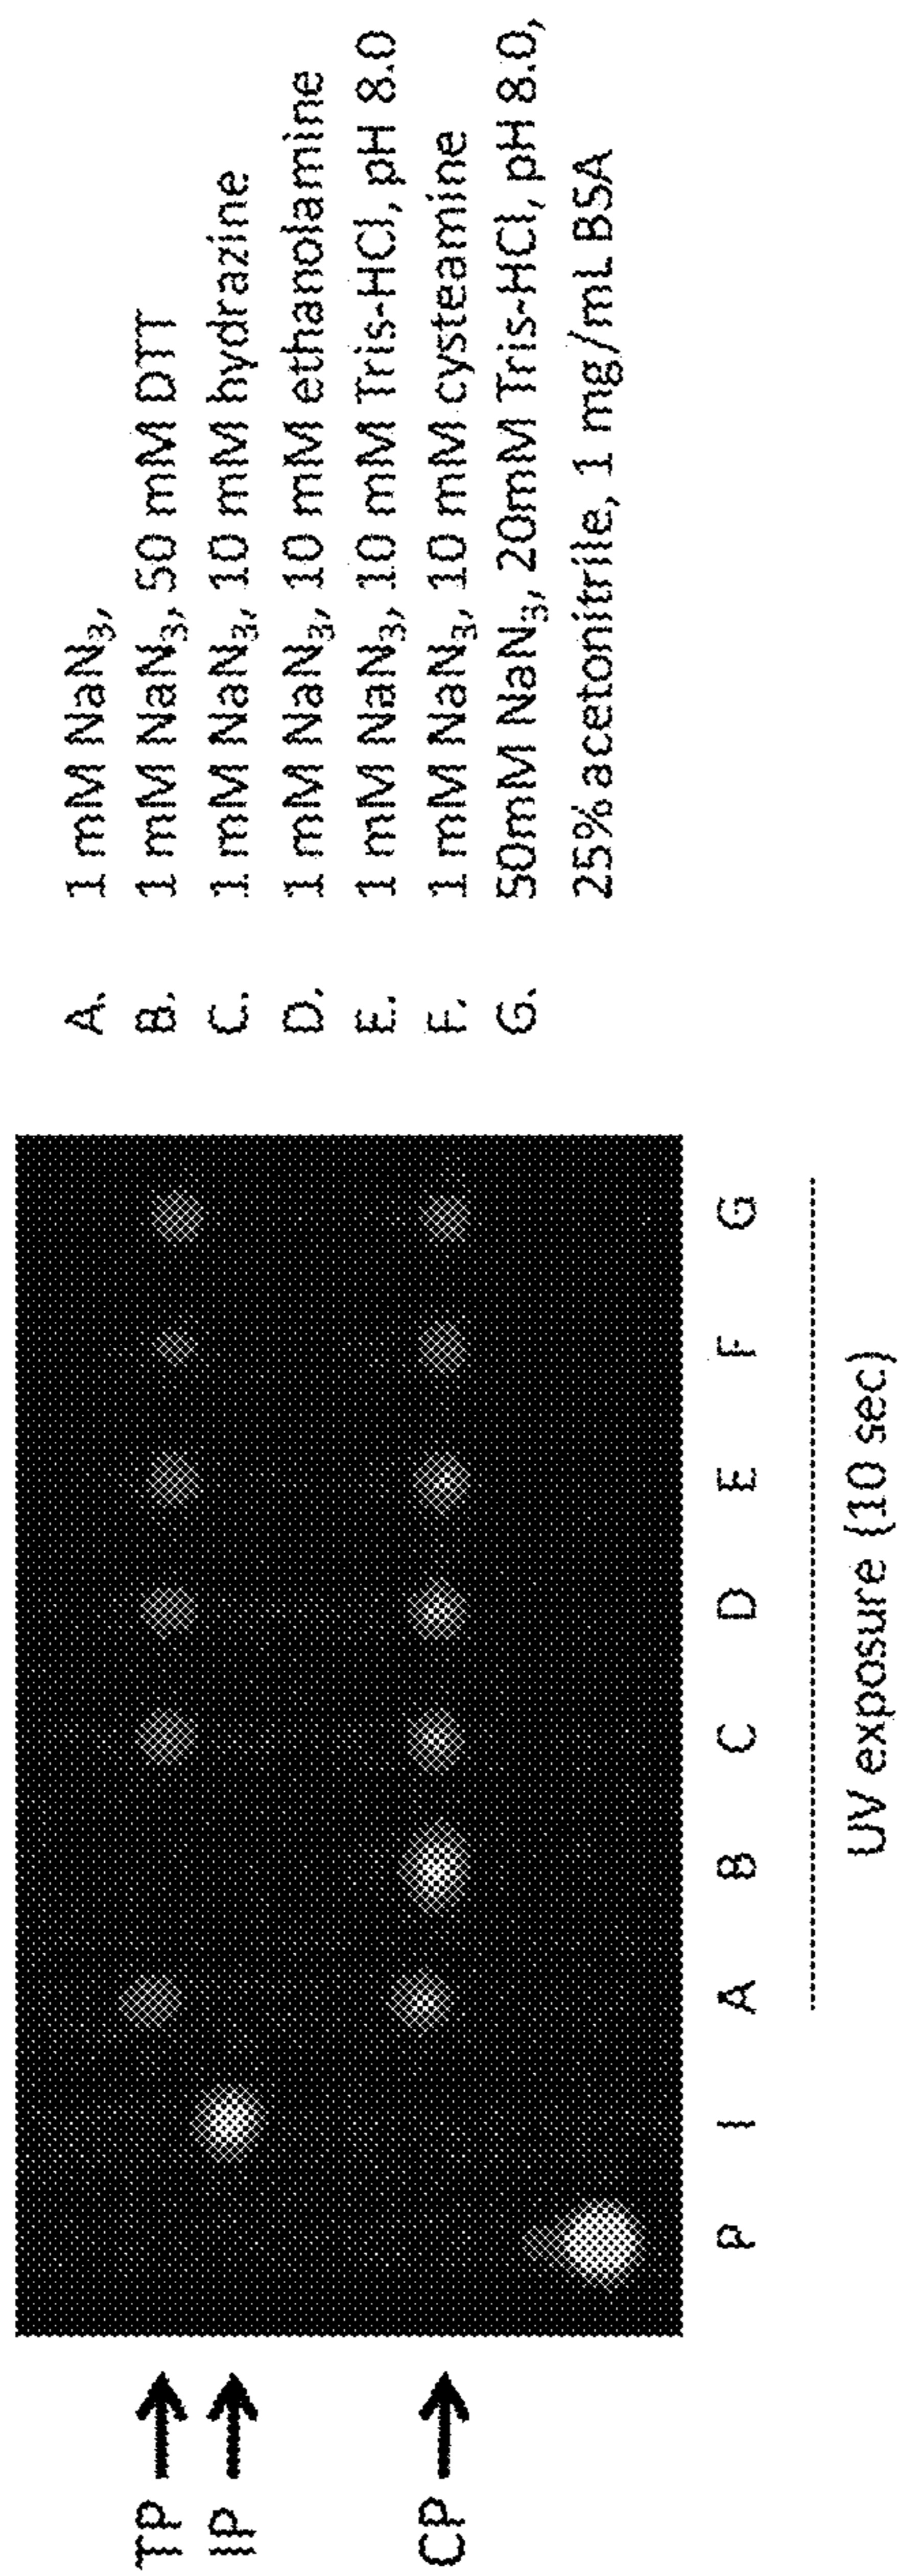 TP
IP
CP
P I A B C D E F G
UV exposure (10 sec)
A. 1 mM NaN₃,
B. 1 mM NaN₃, 50 mM DTT
C. 1 mM NaN₃, 10 mM hydrazine
D. 1 mM NaN₃, 10 mM ethanolamine
E. 1 mM NaN₃, 10 mM Tris-HCl, pH 8.0
F. 1 mM NaN₃, 10 mM cysteamine
G. 50mM NaN₃, 20mM Tris-HCl, pH 8.0,
25% acetonitrile, 1 mg/mL BSA